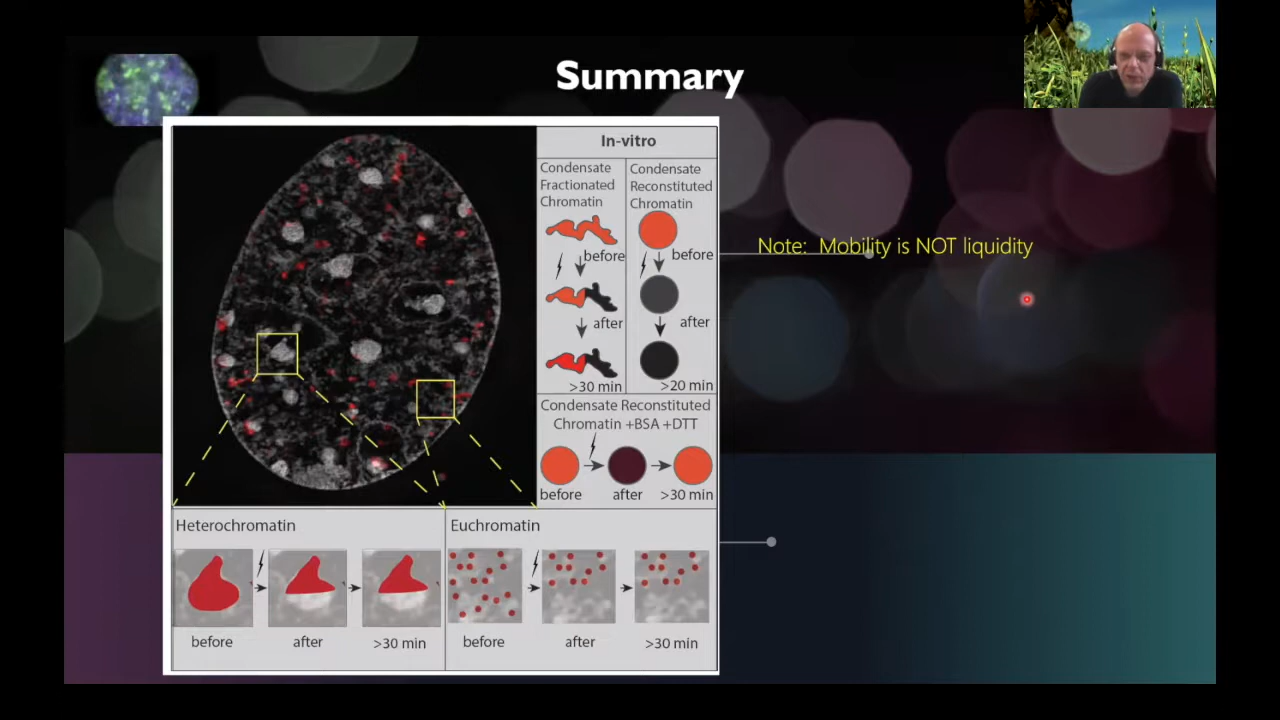 Summary
In-vitro
Condensate
Fractionated
Chromatin
before
after
>30 min
Condensate
Reconstituted
Chromatin
before
after
>20 min
Condensate Reconstituted
Chromatin +BSA +DTT
before
after
>30 min
Note: Mobility is NOT liquidity
Heterochromatin
before
after
>30 min
Euchromatin
before
after
>30 min